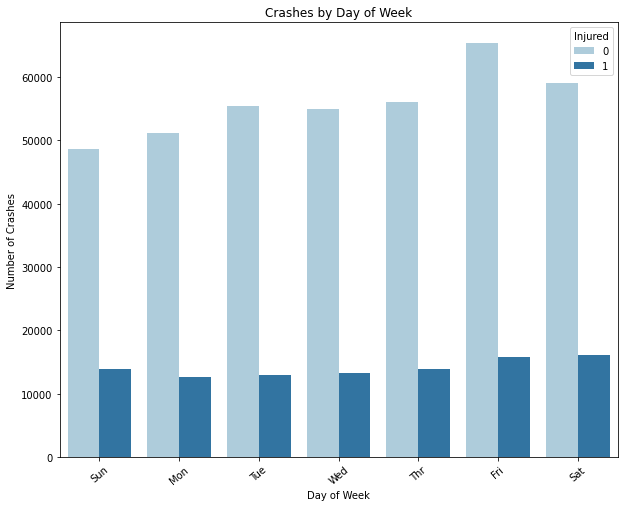 Crashes by Day of Week
Injured
0
1
Number of Crashes
60000
50000
40000
30000
20000
10000
0
Sun
Mon
Tue
Wed
Thr
Fri
Sat
Day of Week